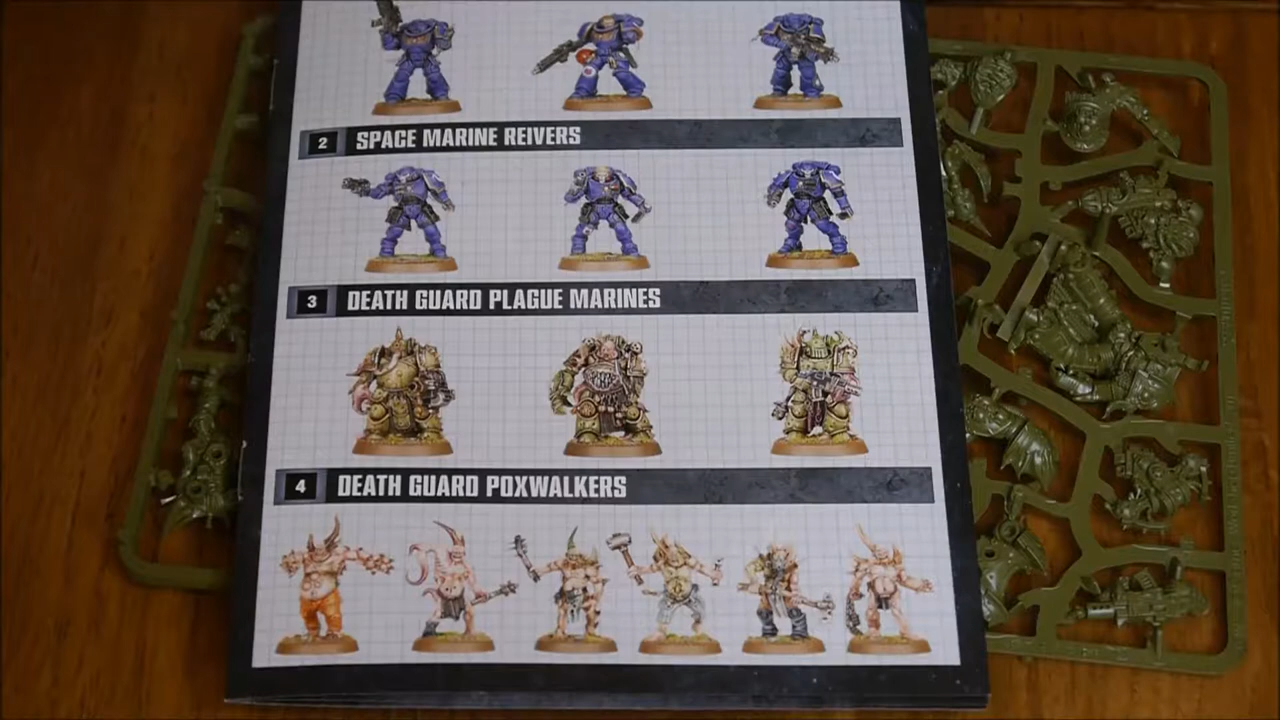 2 SPACE MARINE REIVERS
3 DEATH GUARD PLAGUE MARINES
4 DEATH GUARD POXWALKERS